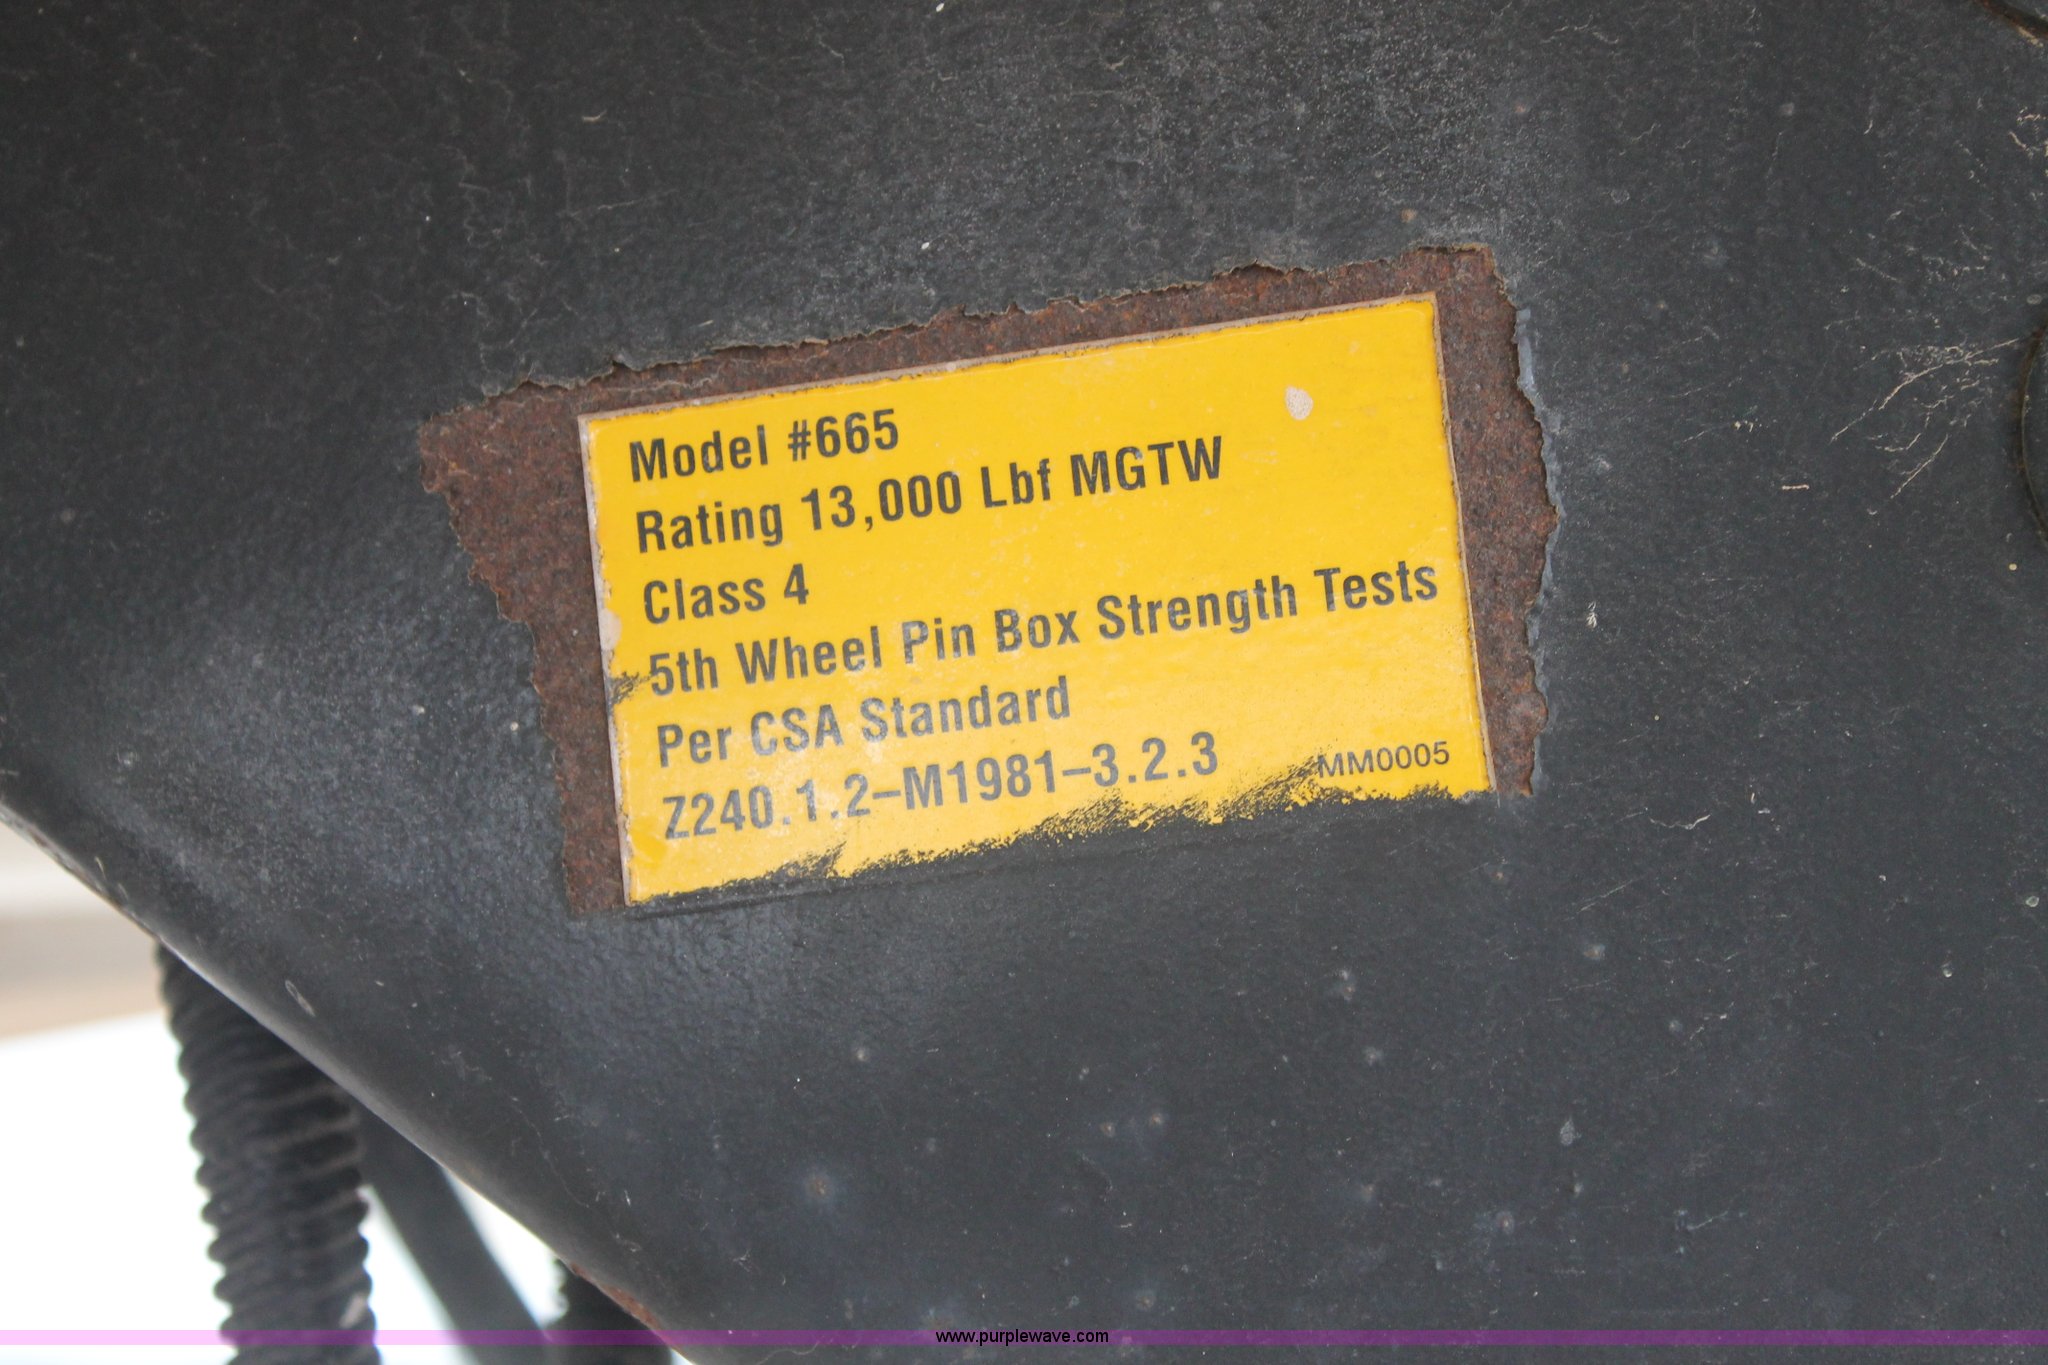 Model #665
Rating 13,000 Lbf MGTW
Class 4
5th Wheel Pin Box Strength Tests
Per CSA Standard
Z240.1.2–M1981–3.2.3
MM0005
www.purplewave.com